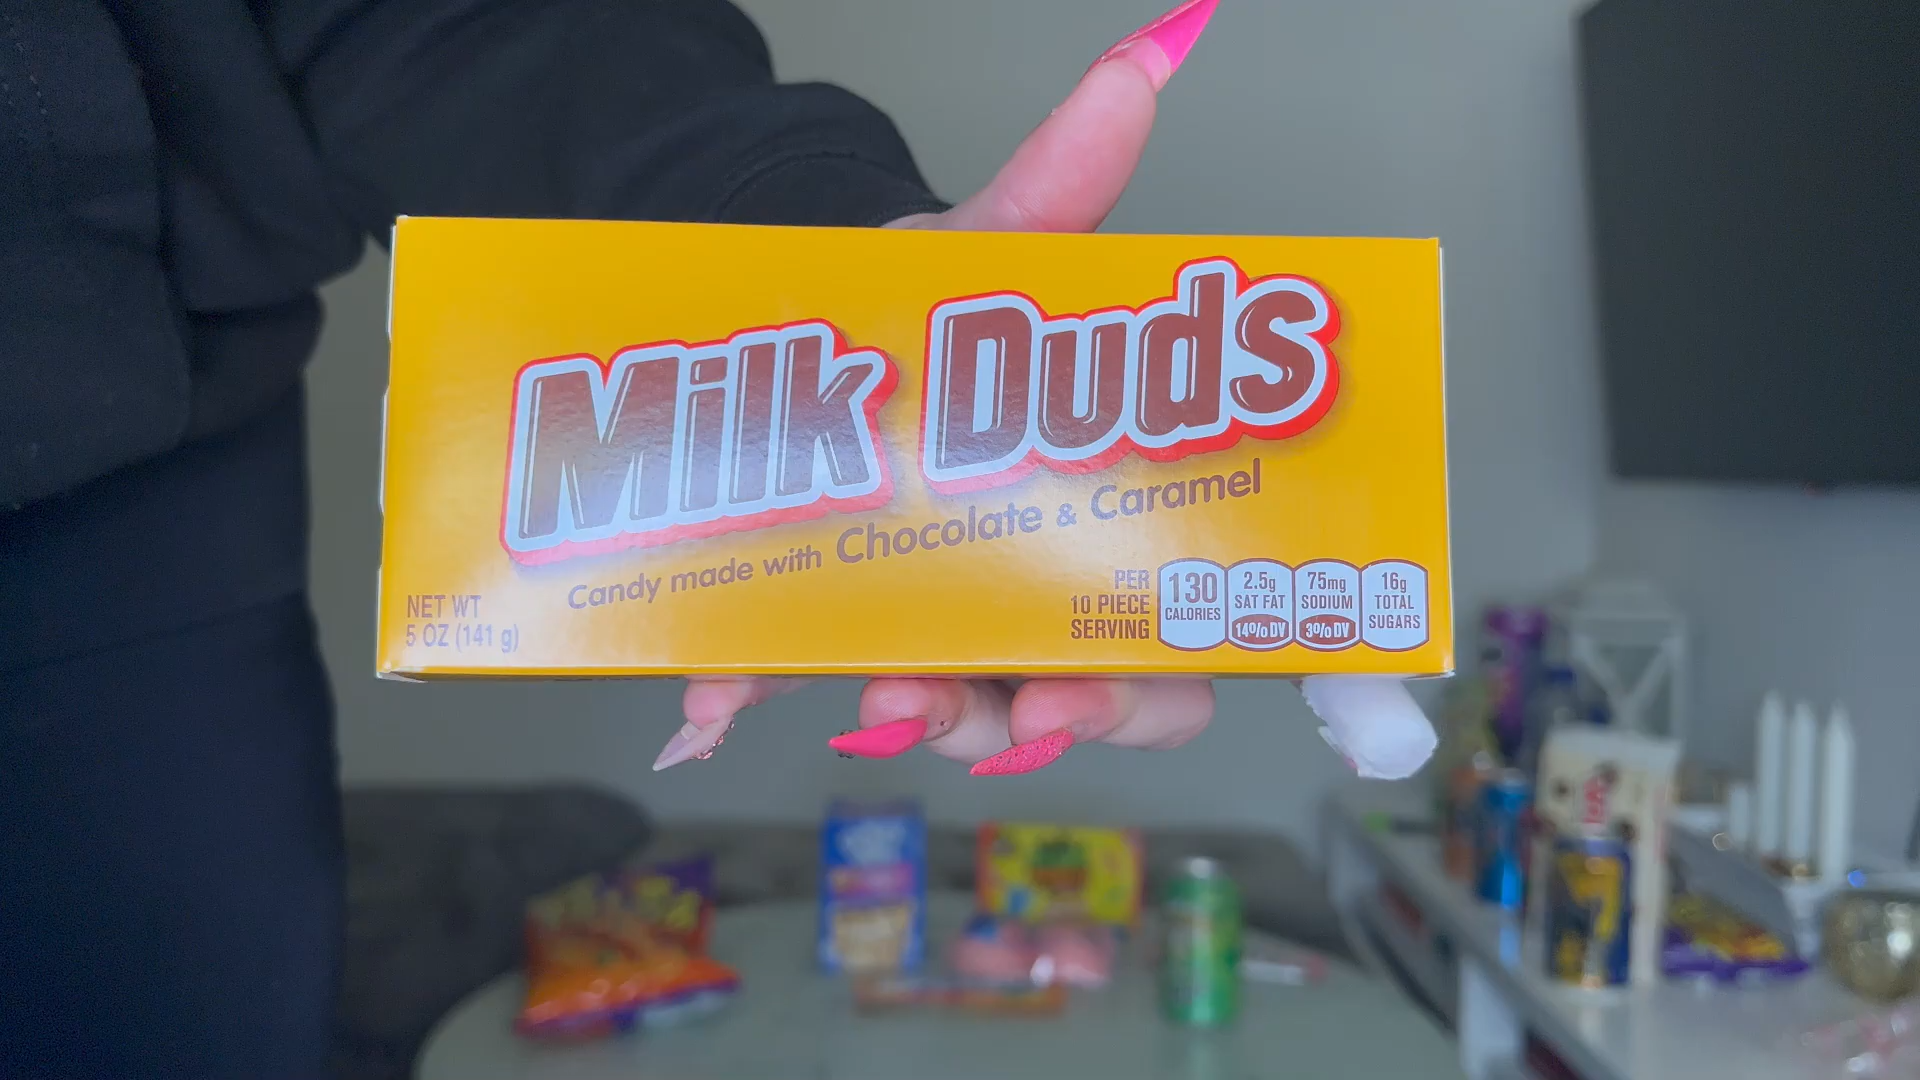 Milk Duds
Candy made with Chocolate & Caramel
NET WT
5 OZ (141 g)
PER
10 PIECE
SERVING
130
CALORIES
2.5g
SAT FAT
14% DV
75mg
SODIUM
3% DV
16g
TOTAL
SUGARS